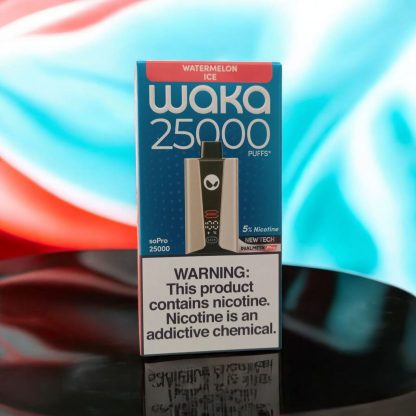 WATERMELON
ICE
waka
25000
PUFFS*
soPro
25000
5% Nicotine
NEW TECH
WARNING:
This product
contains nicotine.
Nicotine is an
addictive chemical.